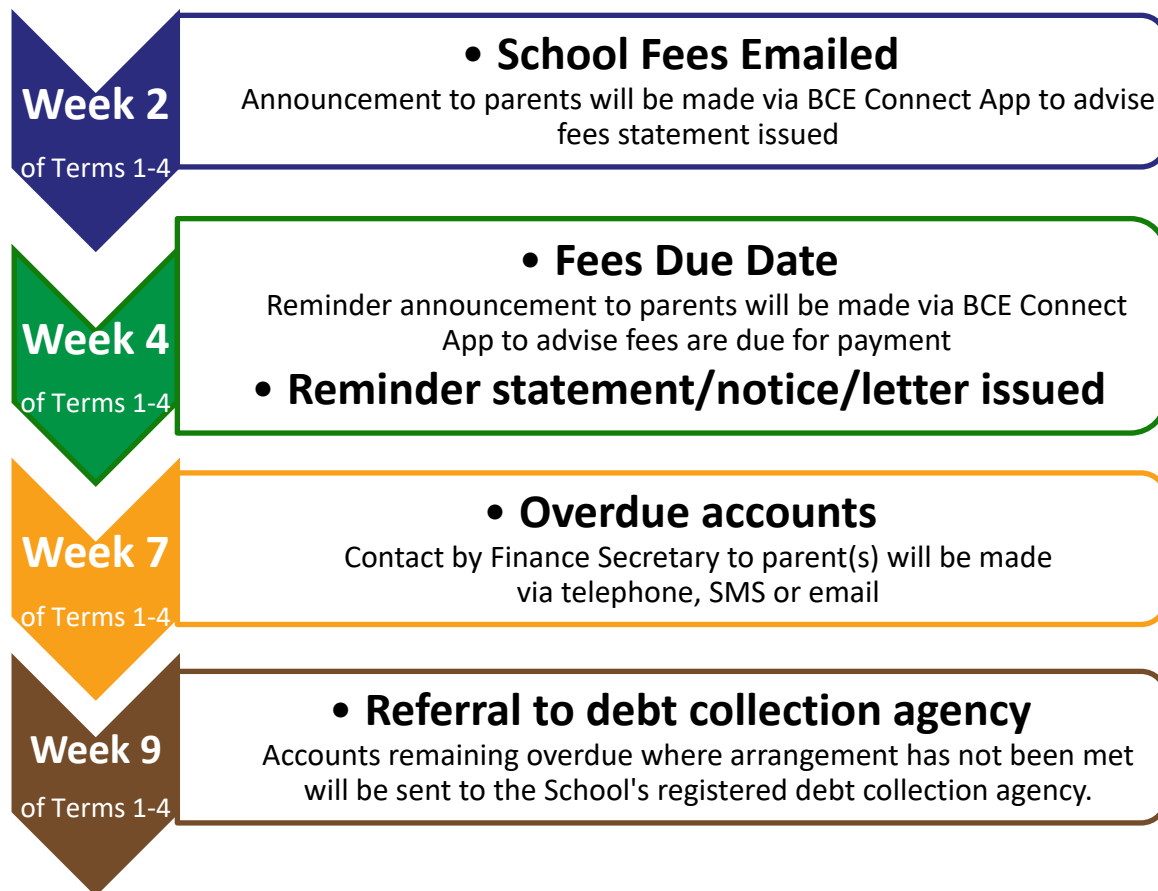 Week 2
of Terms 1-4
• School Fees Emailed
Announcement to parents will be made via BCE Connect App to advise
fees statement issued
Week 4
of Terms 1-4
• Fees Due Date
Reminder announcement to parents will be made via BCE Connect
App to advise fees are due for payment
• Reminder statement/notice/letter issued
Week 7
of Terms 1-4
• Overdue accounts
Contact by Finance Secretary to parent(s) will be made
via telephone, SMS or email
Week 9
of Terms 1-4
• Referral to debt collection agency
Accounts remaining overdue where arrangement has not been met
will be sent to the School's registered debt collection agency.